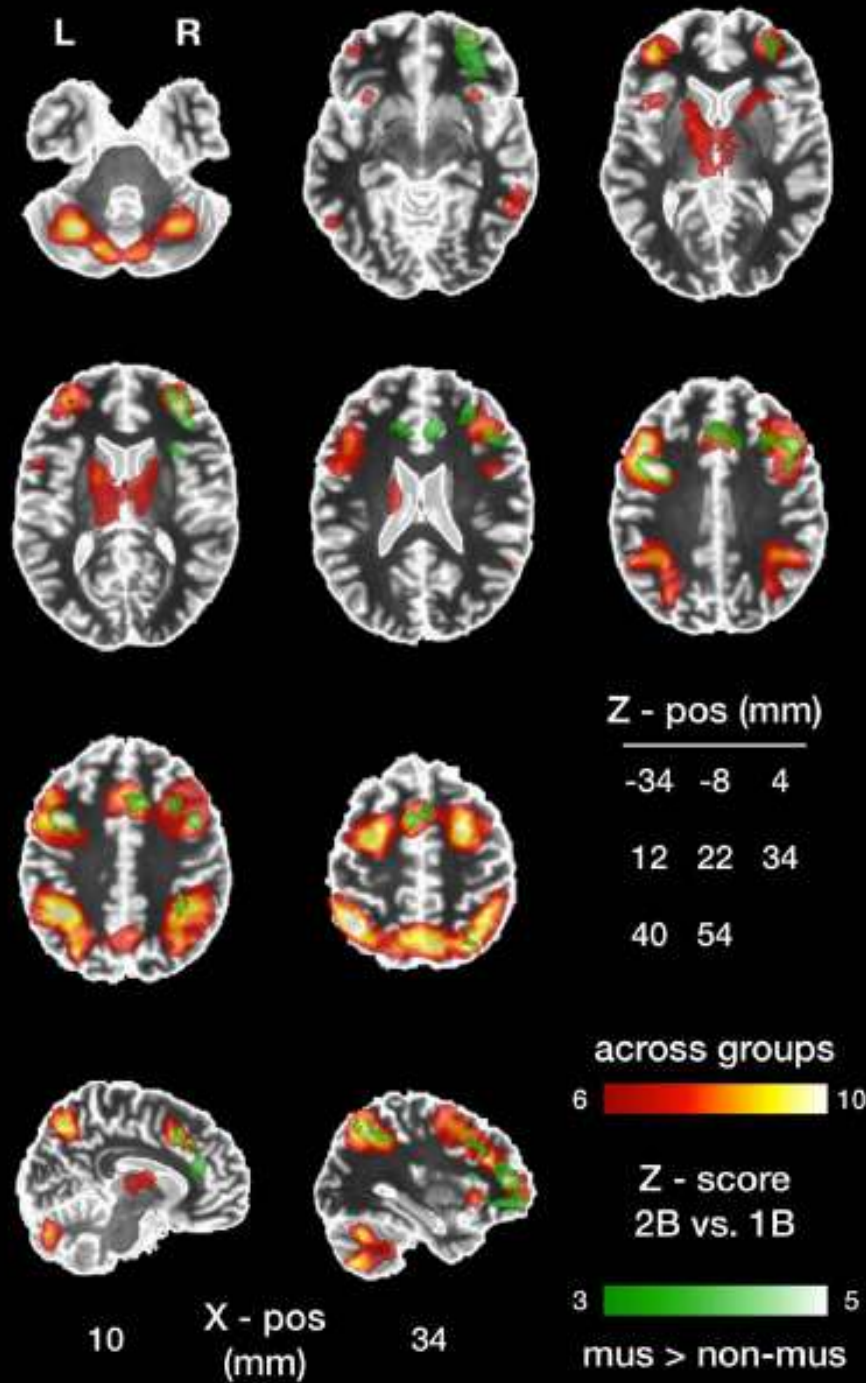 L R
Z - pos (mm)
-34 -8 4
12 22 34
40 54
across groups
6 10
Z - score
2B vs. 1B
3 5
mus > non-mus
10 X - pos (mm) 34